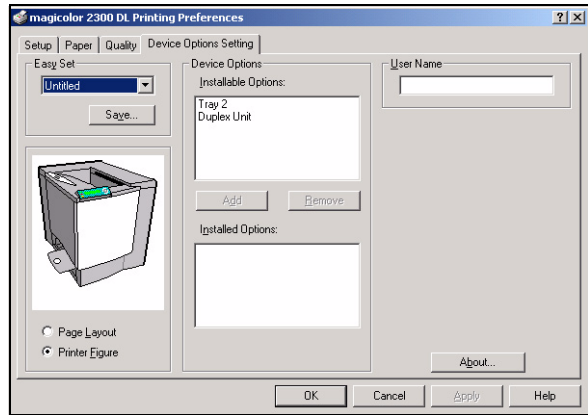 magicolor 2300 DL Printing Preferences
Setup Paper Quality Device Options Setting
Easy Set
Untitled
Save...
Page Layout
Printer Figure
Device Options
Installable Options:
Tray 2
Duplex Unit
Add Remove
Installed Options:
User Name
About...
OK Cancel Apply Help